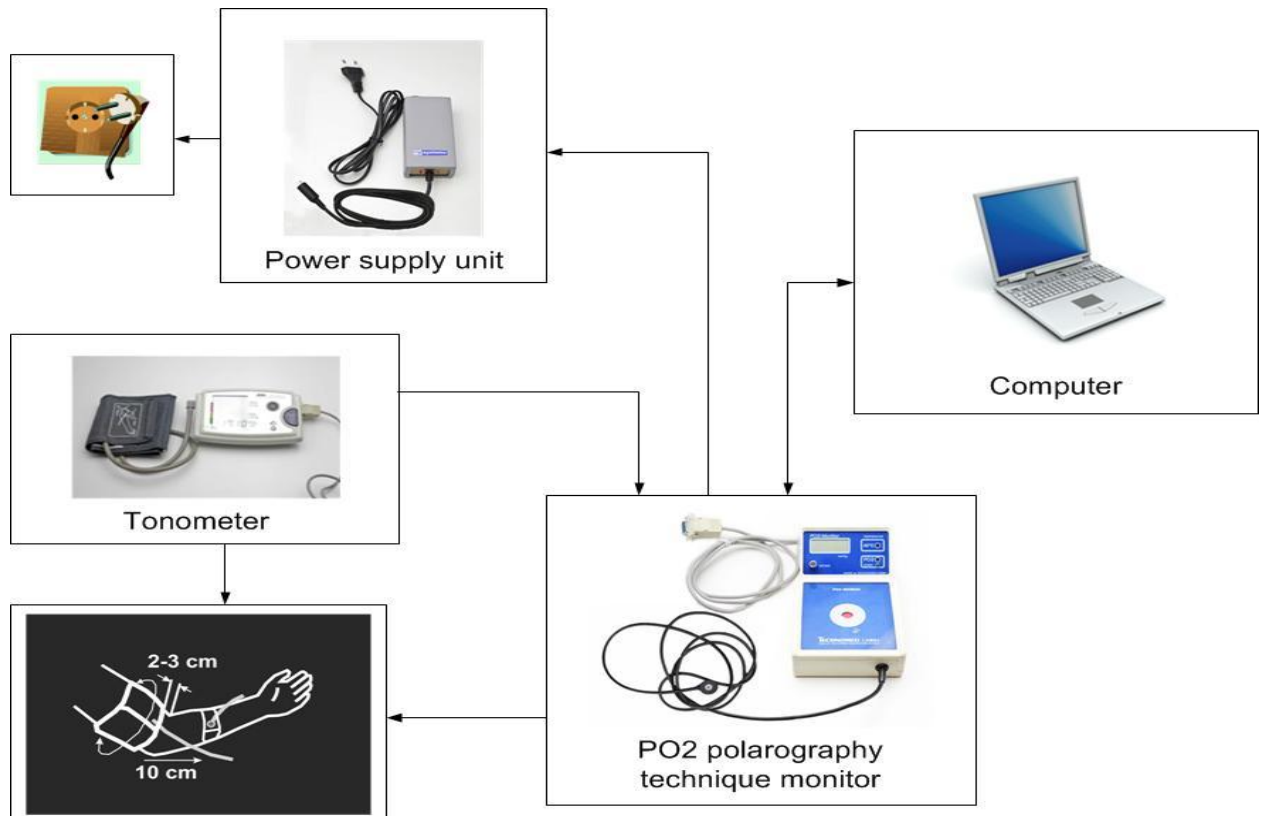 Power supply unit
Computer
Tonometer
2-3 cm
10 cm
PO2 polarography
technique monitor